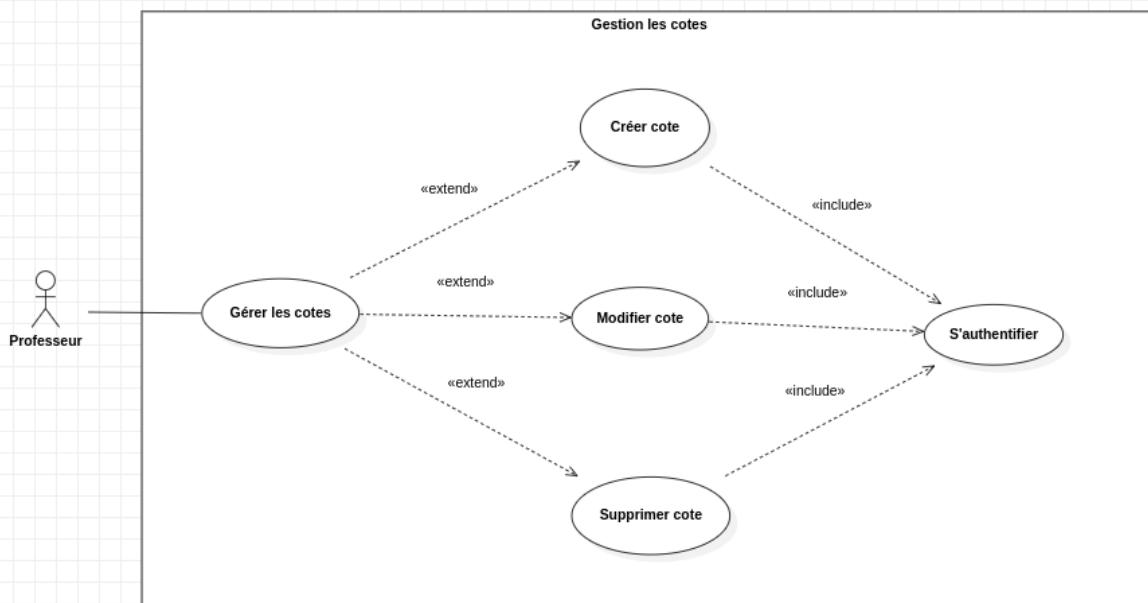 Gestion les cotes
Créer cote
«extend»
«include»
«extend»
«include»
Gérer les cotes
Modifier cote
S'authentifier
Professeur
«extend»
«include»
Supprimer cote